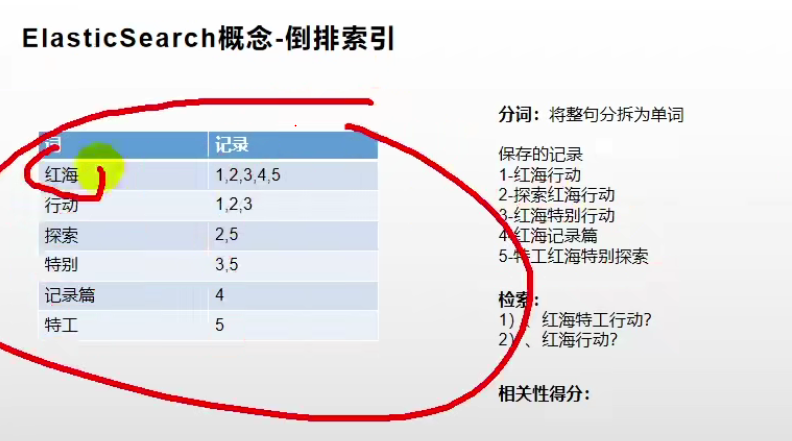 ElasticSearch概念-倒排索引
词 记录
红海 1,2,3,4,5
行动 1,2,3
探索 2,5
特别 3,5
记录篇 4
特工 5
分词：将整句分拆为单词
保存的记录
1-红海行动
2-探索红海行动
3-红海特别行动
4-红海记录篇
5-特工红海特别探索
检索：
1）、红海特工行动？
2）、红海行动？
相关性得分：